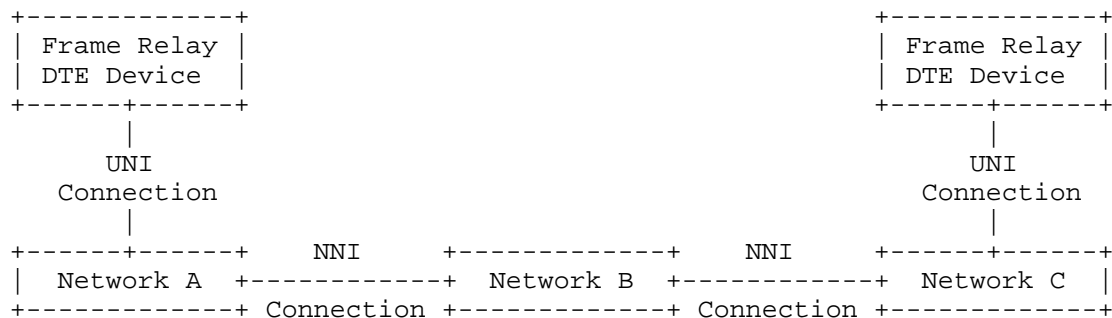 Frame Relay Frame Relay
DTE Device DTE Device
UNI UNI
Connection Connection
NNI NNI
Network A Network B Network C
Connection Connection